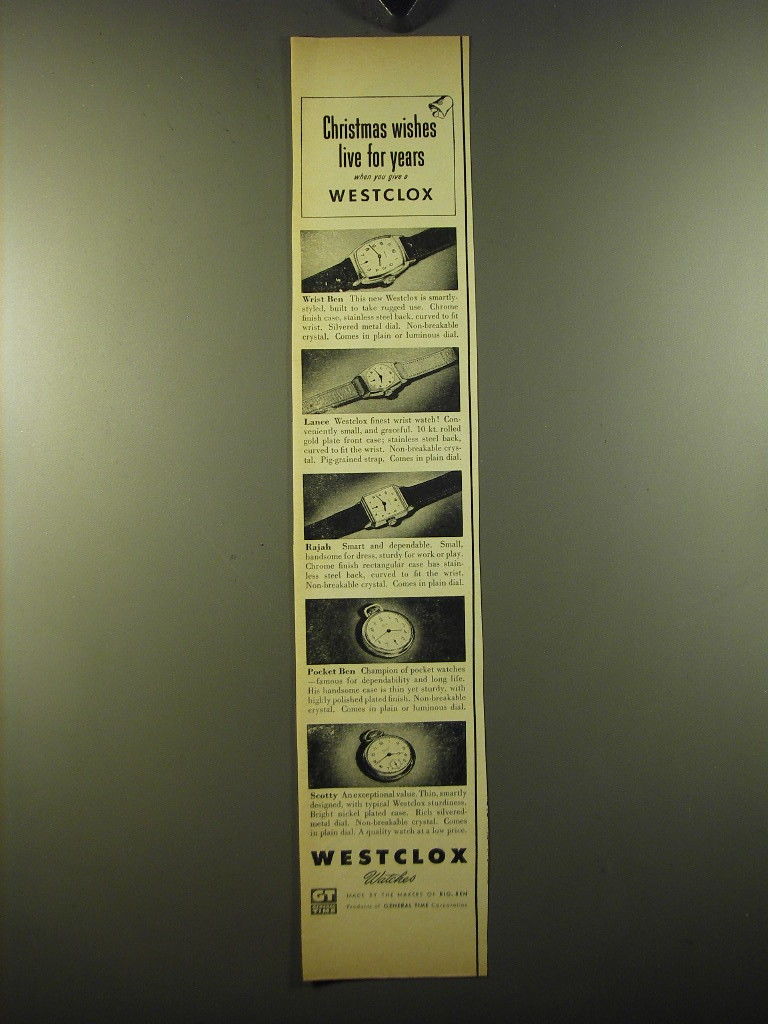 Christmas wishes
live for years
when you give a
WESTCLOX
Wrist Ben This new Westclox is smartly-
styled, built to take rugged use. Chrome
finish case, stainless steel back, curved to fit
wrist. Silvered metal dial. Non-breakable
crystal. Comes in plain or luminous dial.
Lance Westclox finest wrist watch! Con-
veniently small, and graceful. 10 kt. rolled
gold plate front case; stainless steel back,
curved to fit the wrist. Non-breakable crys-
tal. Pig-grained strap. Comes in plain dial.
Rajah Smart and dependable. Small,
handsome for dress, sturdy for work or play.
Chrome finish rectangular case has stain-
less steel back, curved to fit the wrist.
Non-breakable crystal. Comes in plain dial.
Pocket Ben Champion of pocket watches
—famous for dependability and long life.
His handsome case is thin yet sturdy, with
highly polished plated finish. Non-breakable
crystal. Comes in plain or luminous dial.
Scotty An exceptional value. Thin, smartly
designed, with typical Westclox sturdiness.
Bright nickel plated case. Rich silvered-
metal dial. Non-breakable crystal. Comes
in plain dial. A quality watch at a low price.
WESTCLOX
Watches
GT
GENERAL
TIME
MADE BY THE MAKERS OF BIG BEN
Products of GENERAL TIME Corporation